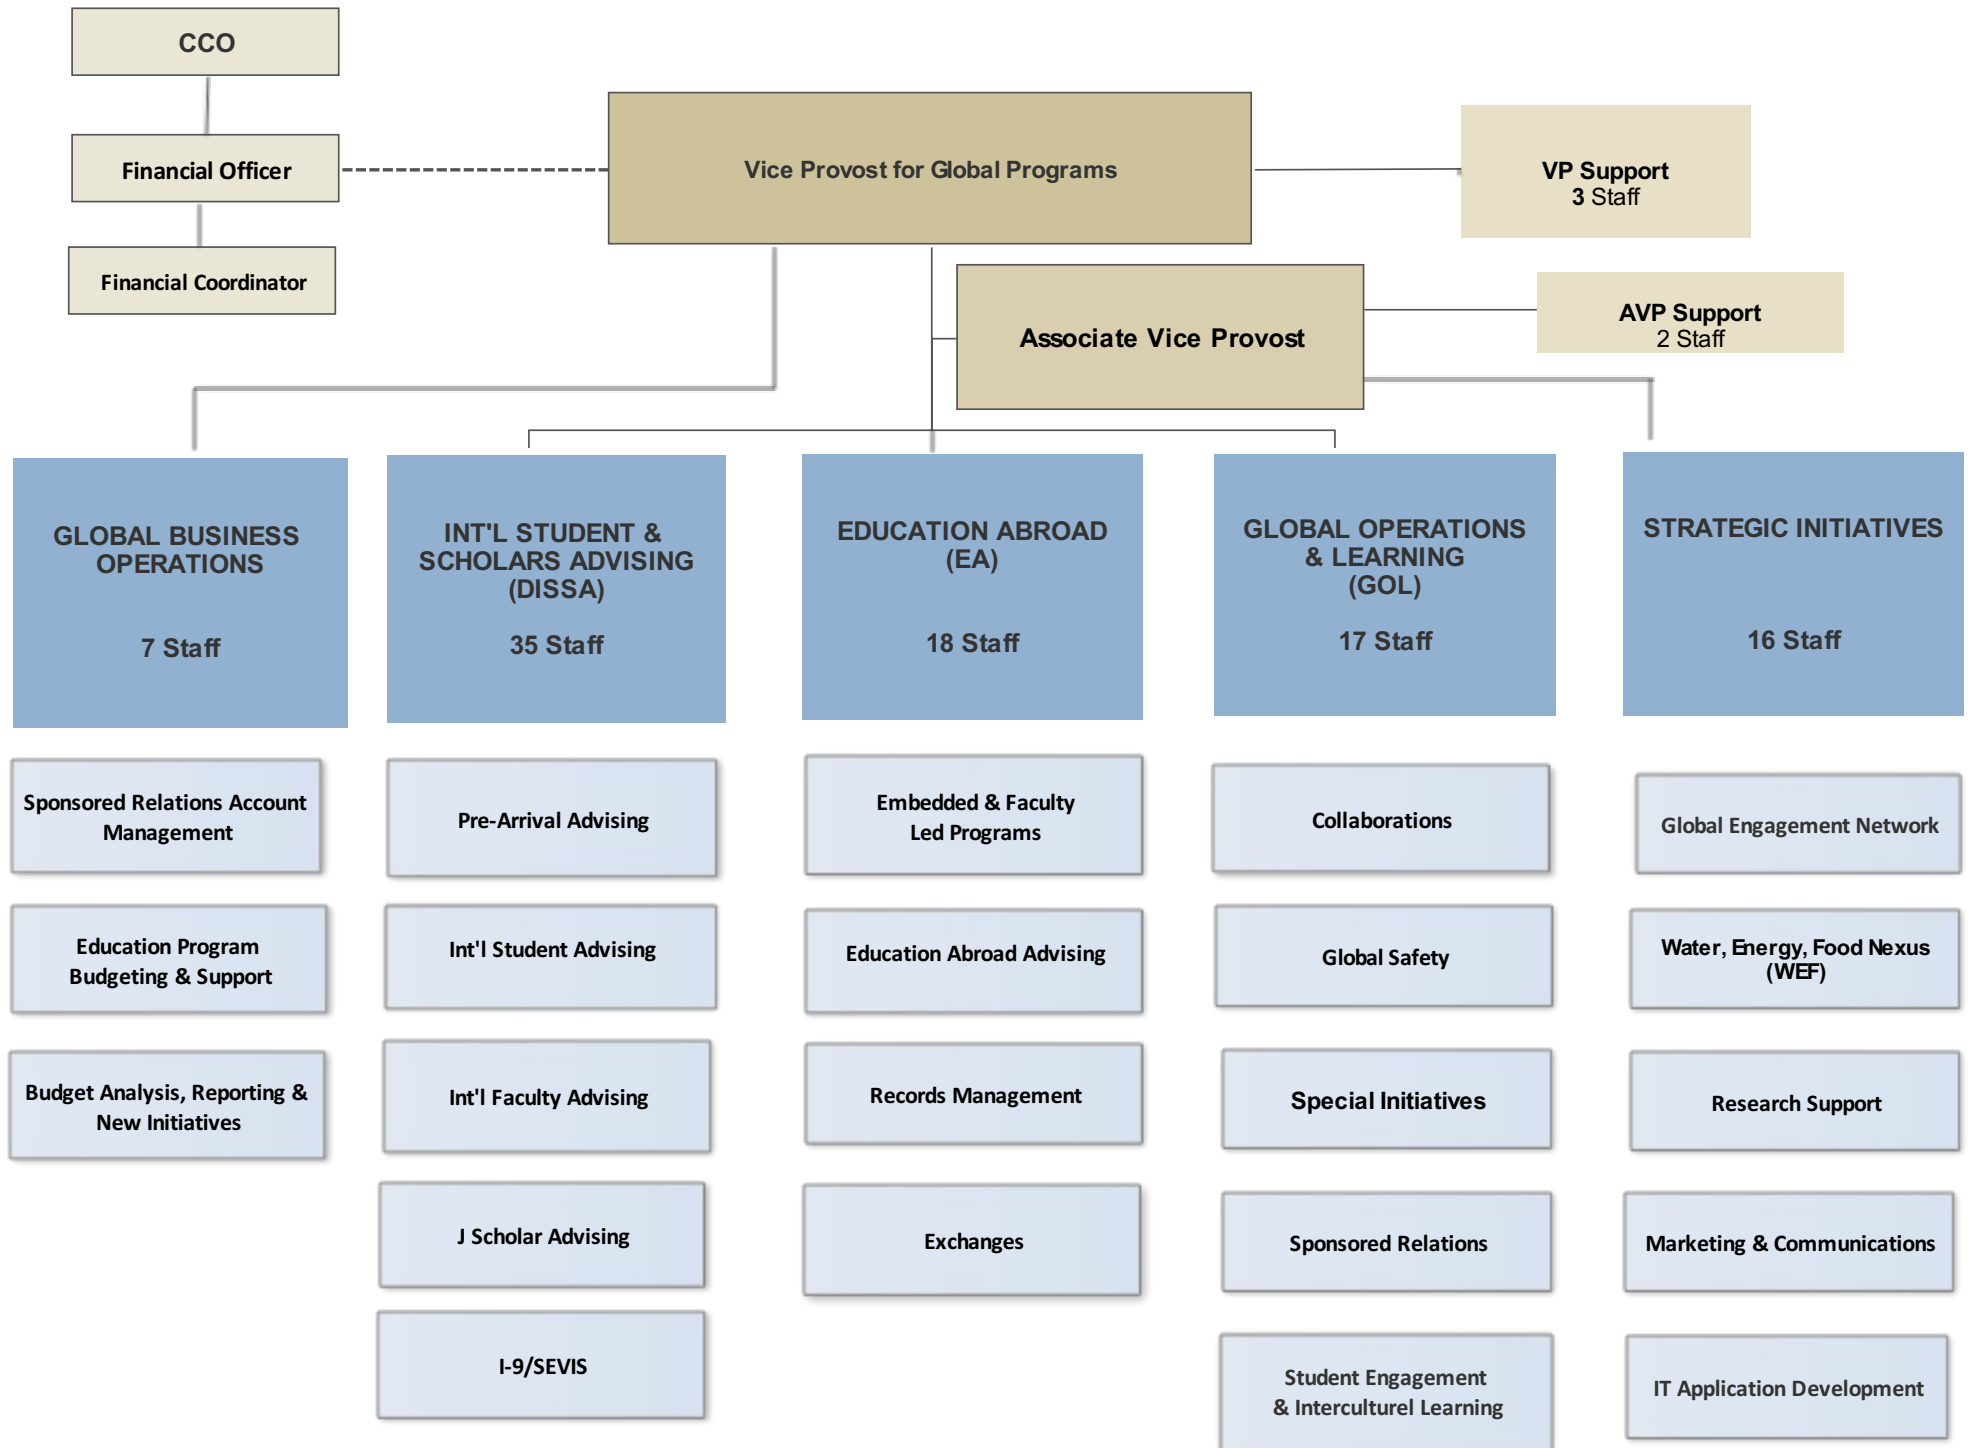 CCO
Financial Officer
Financial Coordinator
Vice Provost for Global Programs
VP Support
3 Staff
Associate Vice Provost
AVP Support
2 Staff
GLOBAL BUSINESS
OPERATIONS
7 Staff
INT'L STUDENT &
SCHOLARS ADVISING
(DISSA)
35 Staff
EDUCATION ABROAD
(EA)
18 Staff
GLOBAL OPERATIONS
& LEARNING
(GOL)
17 Staff
STRATEGIC INITIATIVES
16 Staff
Sponsored Relations Account
Management
Education Program
Budgeting & Support
Budget Analysis, Reporting &
New Initiatives
Pre-Arrival Advising
Int'l Student Advising
Int'l Faculty Advising
J Scholar Advising
I-9/SEVIS
Embedded & Faculty
Led Programs
Education Abroad Advising
Records Management
Exchanges
Collaborations
Global Safety
Special Initiatives
Sponsored Relations
Student Engagement
& Interculturel Learning
Global Engagement Network
Water, Energy, Food Nexus
(WEF)
Research Support
Marketing & Communications
IT Application Development